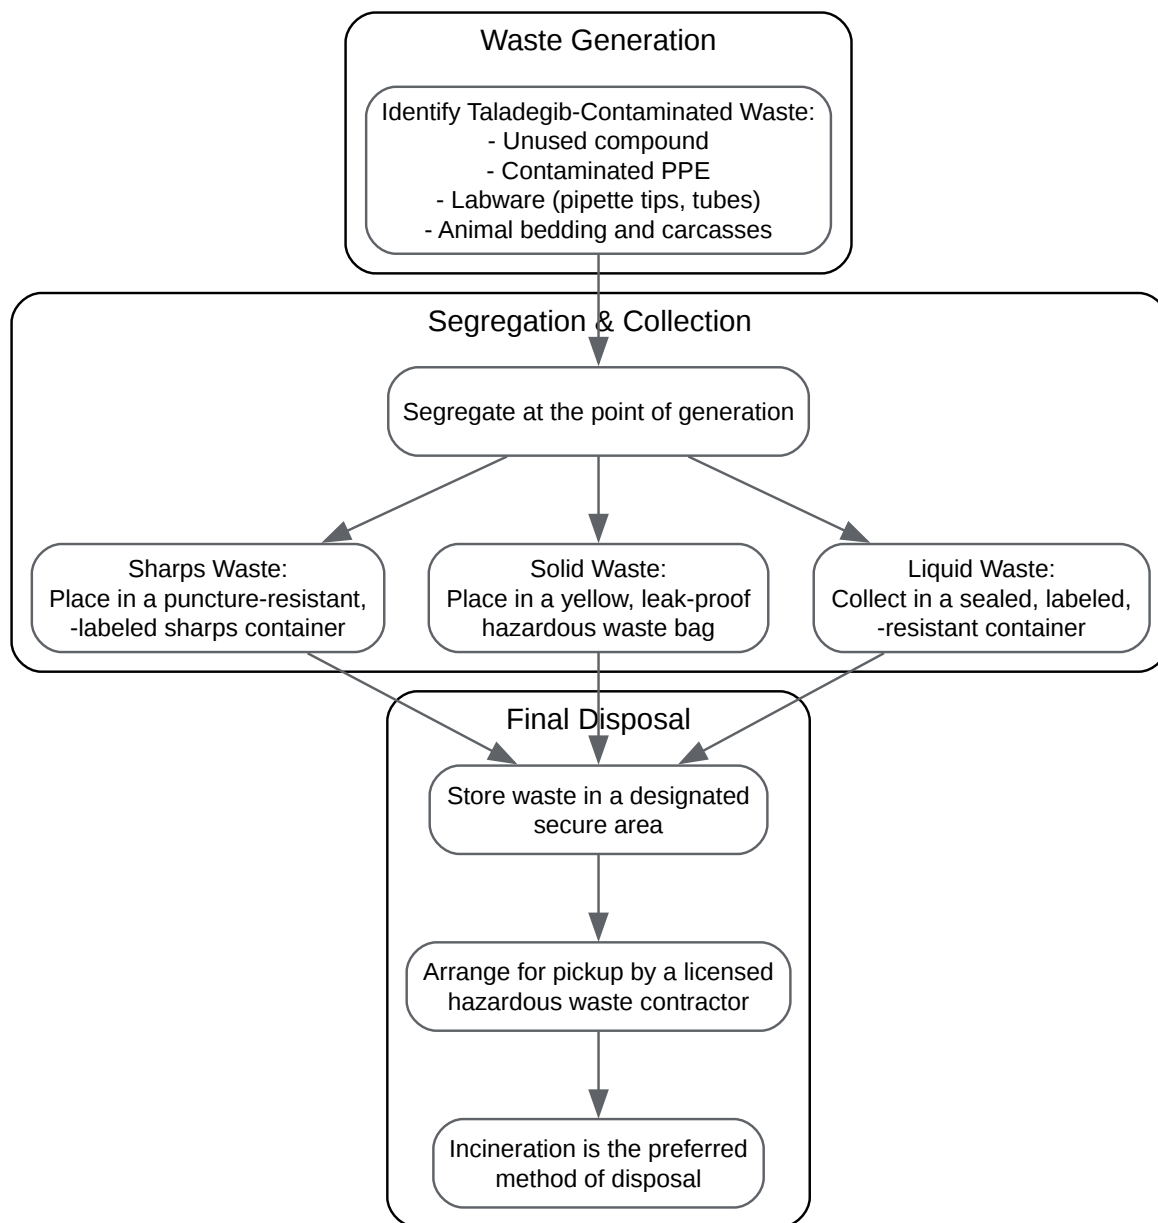 Waste Generation
Identify Taladegib-Contaminated Waste:
- Unused compound
- Contaminated PPE
- Labware (pipette tips, tubes)
- Animal bedding and carcasses
Segregation & Collection
Segregate at the point of generation
Sharps Waste:
Place in a puncture-resistant,
-labeled sharps container
Solid Waste:
Place in a yellow, leak-proof
hazardous waste bag
Liquid Waste:
Collect in a sealed, labeled,
-resistant container
Final Disposal
Store waste in a designated
secure area
Arrange for pickup by a licensed
hazardous waste contractor
Incineration is the preferred
method of disposal